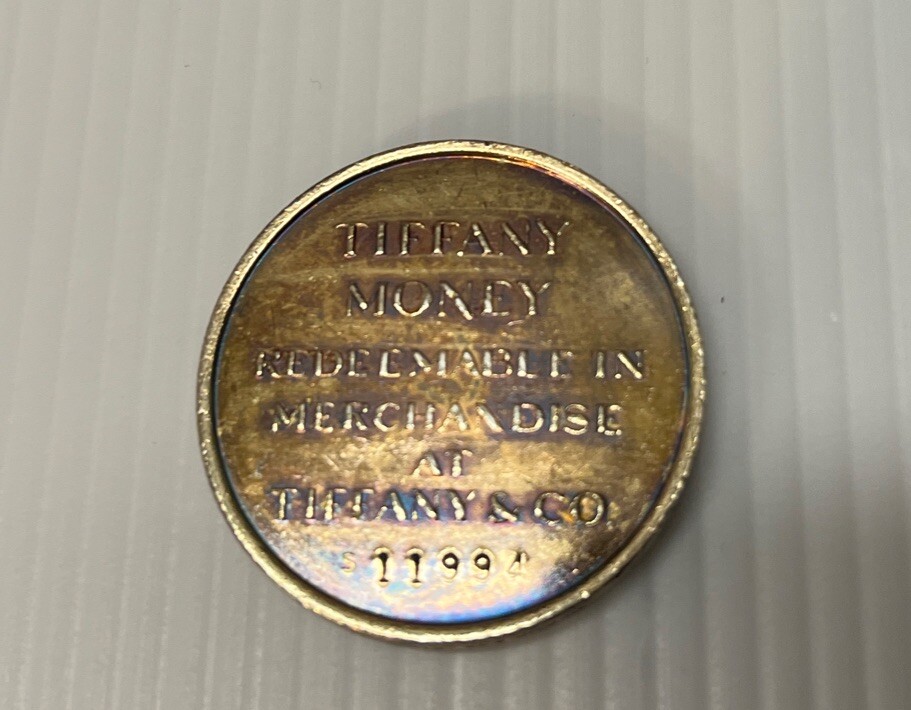 TIFFANY
MONEY
REDEEMABLE IN
MERCHANDISE
AT
TIFFANY & CO.
S 11994